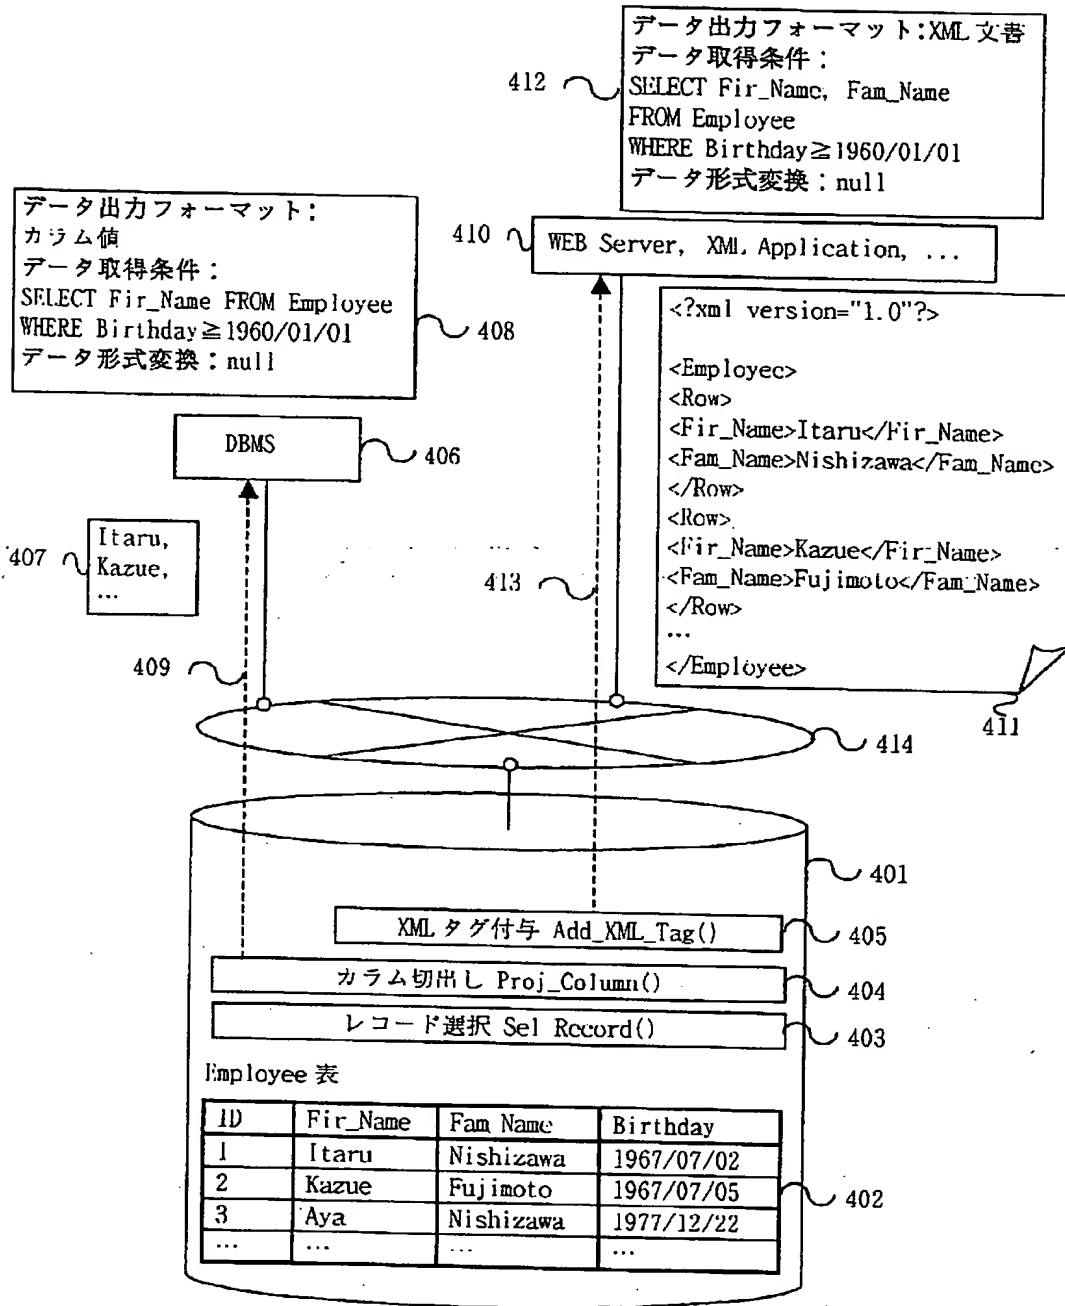 データ出力フォーマット:XML 文書
データ取得条件:
SELECT Fir_Name, Fam_Name
FROM Employee
WHERE Birthday≧1960/01/01
データ形式変換:null
412
データ出力フォーマット:
カラム値
データ取得条件:
SELECT Fir_Name FROM Employee
WHERE Birthday≧1960/01/01
データ形式変換:null
408
410
WEB Server, XML Application, ...
DBMS
406
<?xml version="1.0"?>
<Employee>
<Row>
<Fir_Name>Itaru</Fir_Name>
<Fam_Name>Nishizawa</Fam_Name>
</Row>
<Row>
<Fir_Name>Kazue</Fir_Name>
<Fam_Name>Fujimoto</Fam_Name>
</Row>
...
</Employee>
411
407
Itaru,
Kazue,
...
413
409
414
401
XML タグ付与 Add_XML_Tag()
405
カラム切出し Proj_Column()
404
レコード選択 Sel Record()
403
Employee 表
ID Fir_Name Fam Name Birthday
1 Itaru Nishizawa 1967/07/02
2 Kazue Fujimoto 1967/07/05
3 Aya Nishizawa 1977/12/22
... ... ... ...
402